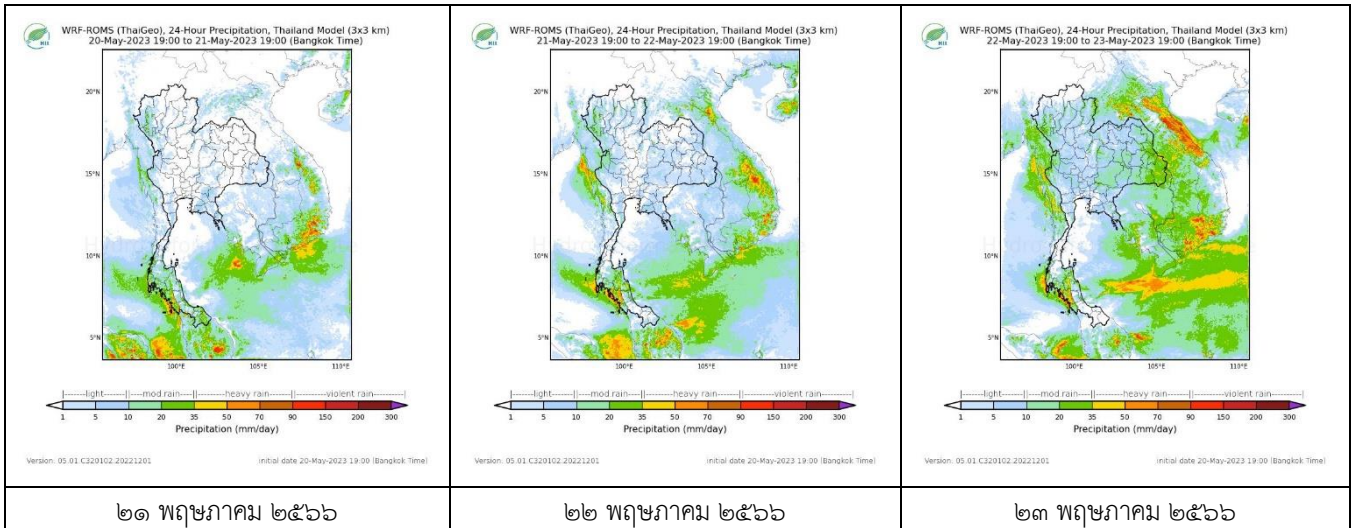 WRF-ROMS (ThaiGeo), 24-Hour Precipitation, Thailand Model (3x3 km)
20-May-2023 19:00 to 21-May-2023 19:00 (Bangkok Time)
HII
20°N
15°N
10°N
5°N
100°E 105°E 110°E
|------light------||---mod rain---||------heavy rain------||------violent rain------|
1 5 10 20 35 50 70 90 150 200 300
Precipitation (mm/day)
Version: 05.01.C320102.20221201 initial date 20-May-2023 19:00 (Bangkok Time)
๒๑ พฤษภาคม ๒๕๖๖
WRF-ROMS (ThaiGeo), 24-Hour Precipitation, Thailand Model (3x3 km)
21-May-2023 19:00 to 22-May-2023 19:00 (Bangkok Time)
HII
20°N
15°N
10°N
5°N
100°E 105°E 110°E
|------light------||---mod rain---||------heavy rain------||------violent rain------|
1 5 10 20 35 50 70 90 150 200 300
Precipitation (mm/day)
Version: 05.01.C320102.20221201 initial date 20-May-2023 19:00 (Bangkok Time)
๒๒ พฤษภาคม ๒๕๖๖
WRF-ROMS (ThaiGeo), 24-Hour Precipitation, Thailand Model (3x3 km)
22-May-2023 19:00 to 23-May-2023 19:00 (Bangkok Time)
HII
20°N
15°N
10°N
5°N
100°E 105°E 110°E
|------light------||---mod rain---||------heavy rain------||------violent rain------|
1 5 10 20 35 50 70 90 150 200 300
Precipitation (mm/day)
Version: 05.01.C320102.20221201 initial date 20-May-2023 19:00 (Bangkok Time)
๒๓ พฤษภาคม ๒๕๖๖